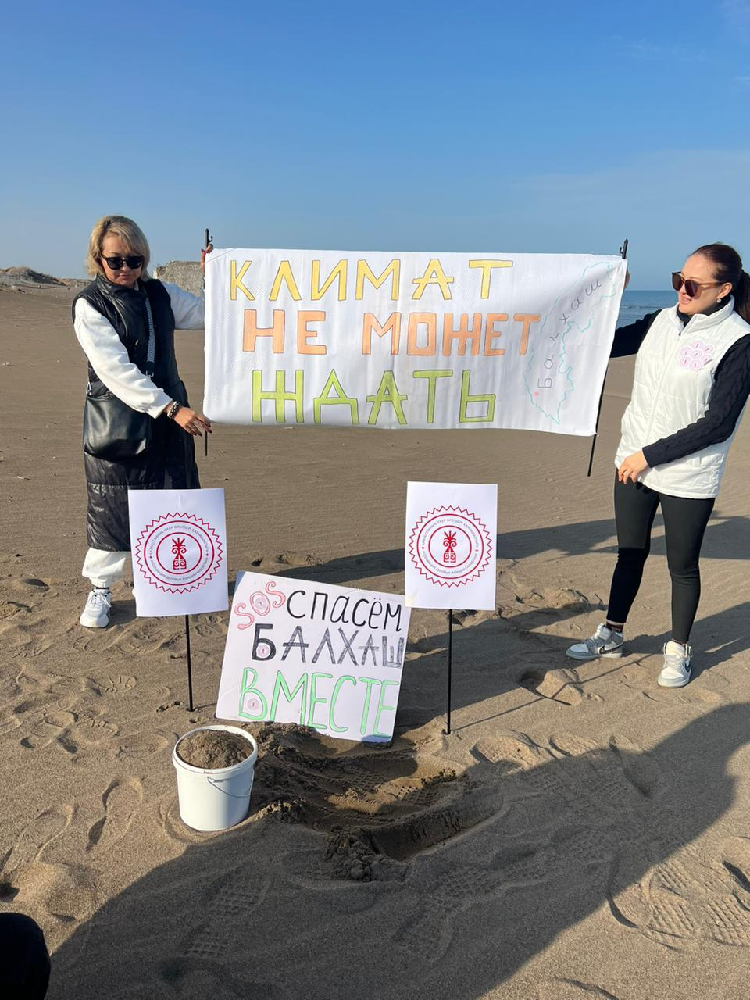 КЛИМАТ
НЕ МОЖЕТ
ЖДАТЬ
Балхаш
SOS СПАСЁМ
БАЛХАШ
ВМЕСТЕ